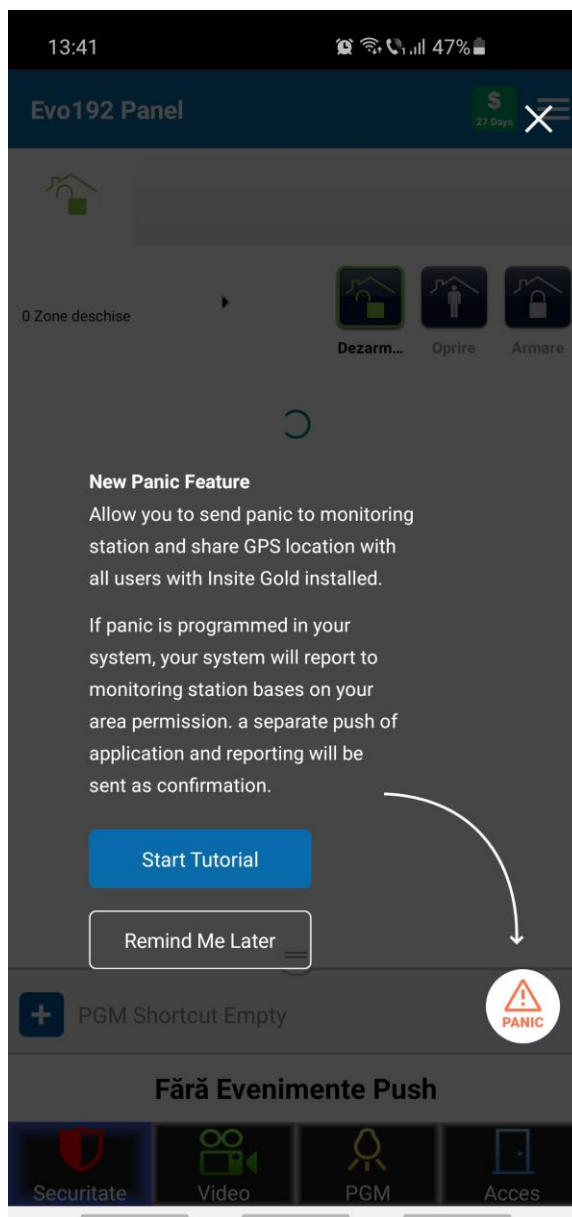 13:41
47%
Evo192 Panel
$
27 Days
0 Zone deschise
Dezarm...
Oprire
Armare
New Panic Feature
Allow you to send panic to monitoring
station and share GPS location with
all users with Insite Gold installed.
If panic is programmed in your
system, your system will report to
monitoring station bases on your
area permission. a separate push of
application and reporting will be
sent as confirmation.
Start Tutorial
Remind Me Later
PANIC
PGM Shortcut Empty
Fără Evenimente Push
Securitate
Video
PGM
Acces